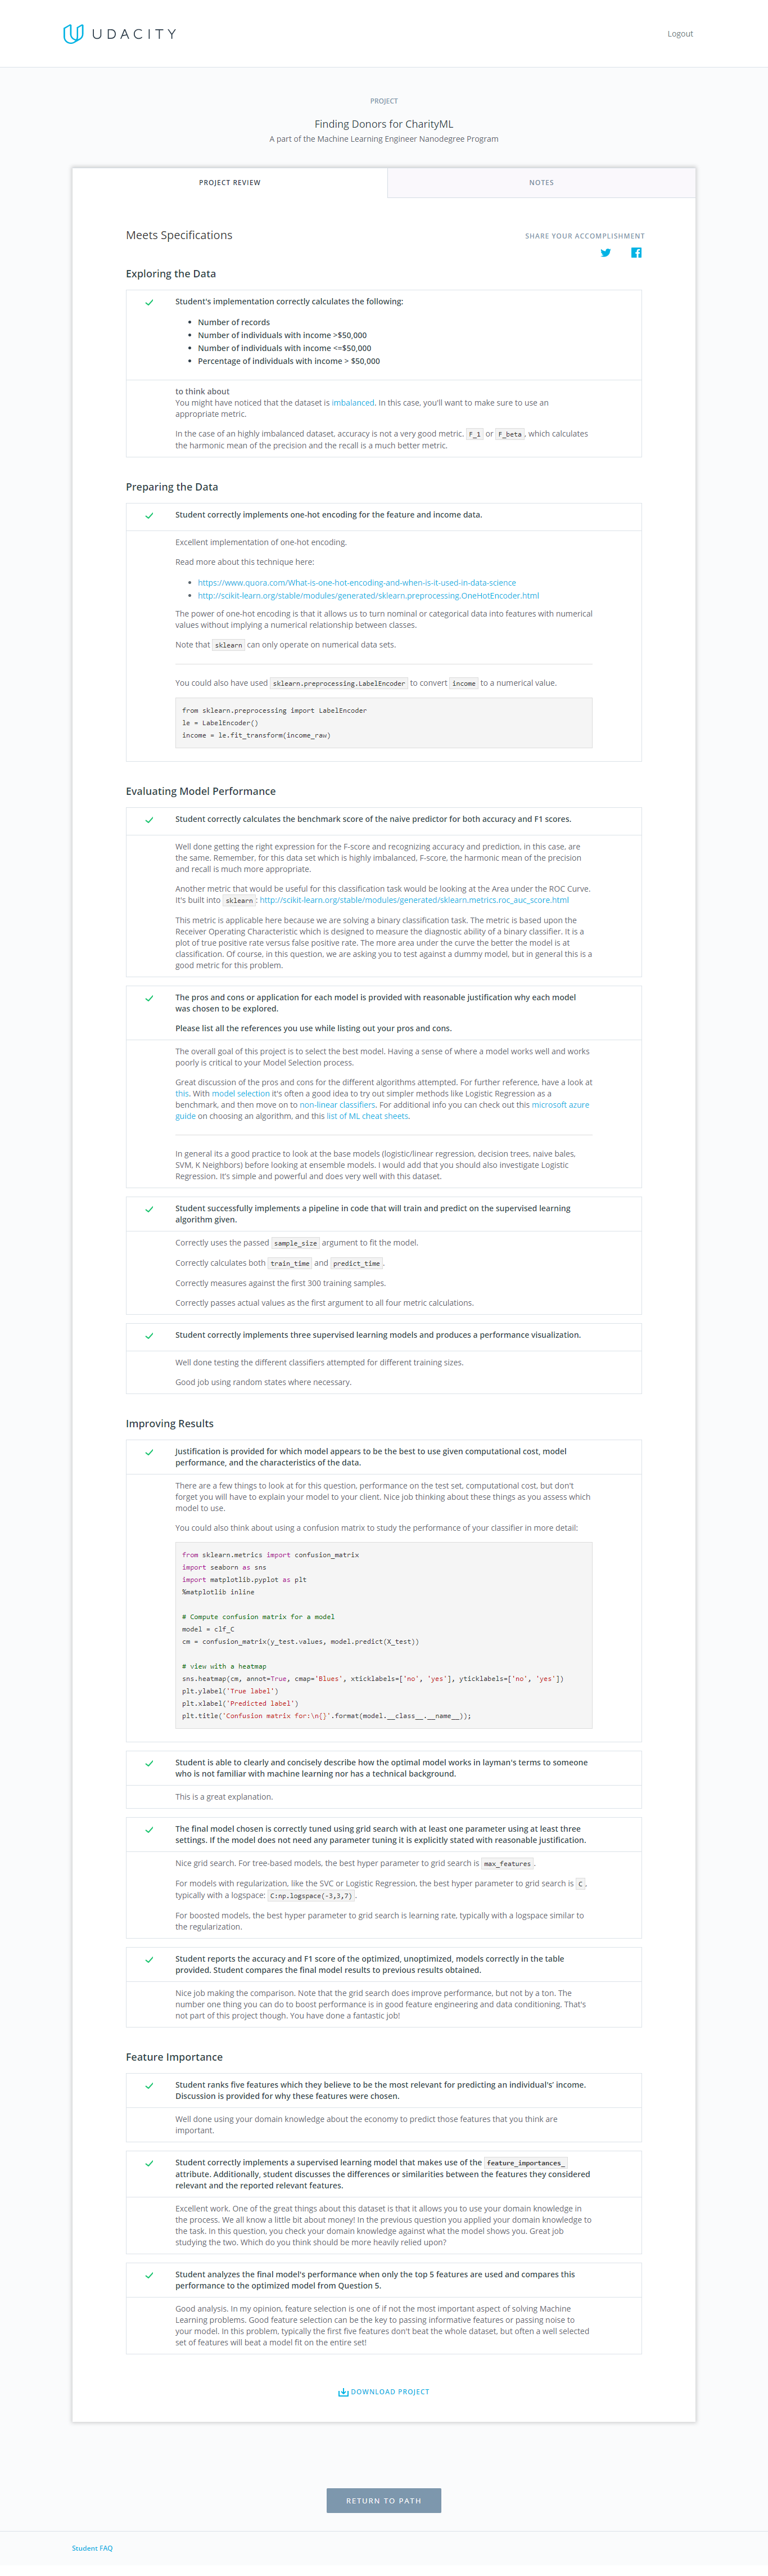 UDACITY
Logout
PROJECT
Finding Donors for CharityML
A part of the Machine Learning Engineer Nanodegree Program
PROJECT REVIEW
NOTES
Meets Specifications
SHARE YOUR ACCOMPLISHMENT
Exploring the Data
Student's implementation correctly calculates the following:
Number of records
Number of individuals with income >$50,000
Number of individuals with income <=$50,000
Percentage of individuals with income > $50,000
to think about
You might have noticed that the dataset is imbalanced. In this case, you'll want to make sure to use an
appropriate metric.
In the case of an highly imbalanced dataset, accuracy is not a very good metric. F_1 or F_beta, which calculates
the harmonic mean of the precision and the recall is a much better metric.
Preparing the Data
Student correctly implements one-hot encoding for the feature and income data.
Excellent implementation of one-hot encoding.
Read more about this technique here:
https://www.quora.com/What-is-one-hot-encoding-and-when-is-it-used-in-data-science
http://scikit-learn.org/stable/modules/generated/sklearn.preprocessing.OneHotEncoder.html
The power of one-hot encoding is that it allows us to turn nominal or categorical data into features with numerical
values without implying a numerical relationship between classes.
Note that sklearn can only operate on numerical data sets.
You could also have used sklearn.preprocessing.LabelEncoder to convert income to a numerical value.
from sklearn.preprocessing import LabelEncoder
le = LabelEncoder()
income = le.fit_transform(income_raw)
Evaluating Model Performance
Student correctly calculates the benchmark score of the naive predictor for both accuracy and F1 scores.
Well done getting the right expression for the F-score and recognizing accuracy and prediction, in this case, are
the same. Remember, for this data set which is highly imbalanced, F-score, the harmonic mean of the precision
and recall is much more appropriate.
Another metric that would be useful for this classification task would be looking at the Area under the ROC Curve.
It's built into sklearn: http://scikit-learn.org/stable/modules/generated/sklearn.metrics.roc_auc_score.html
This metric is applicable here because we are solving a binary classification task. The metric is based upon the
Receiver Operating Characteristic which is designed to measure the diagnostic ability of a binary classifier. It is a
plot of true positive rate versus false positive rate. The more area under the curve the better the model is at
classification. Of course, in this question, we are asking you to test against a dummy model, but in general this is a
good metric for this problem.
The pros and cons or application for each model is provided with reasonable justification why each model
was chosen to be explored.
Please list all the references you use while listing out your pros and cons.
The overall goal of this project is to select the best model. Having a sense of where a model works well and works
poorly is critical to your Model Selection process.
Great discussion of the pros and cons for the different algorithms attempted. For further reference, have a look at
this. With model selection it's often a good idea to try out simpler methods like Logistic Regression as a
benchmark, and then move on to non-linear classifiers. For additional info you can check out this microsoft azure
guide on choosing an algorithm, and this list of ML cheat sheets.
In general its a good practice to look at the base models (logistic/linear regression, decision trees, naive bales,
SVM, K Neighbors) before looking at ensemble models. I would add that you should also investigate Logistic
Regression. It's simple and powerful and does very well with this dataset.
Student successfully implements a pipeline in code that will train and predict on the supervised learning
algorithm given.
Correctly uses the passed sample_size argument to fit the model.
Correctly calculates both train_time and predict_time.
Correctly measures against the first 300 training samples.
Correctly passes actual values as the first argument to all four metric calculations.
Student correctly implements three supervised learning models and produces a performance visualization.
Well done testing the different classifiers attempted for different training sizes.
Good job using random states where necessary.
Improving Results
Justification is provided for which model appears to be the best to use given computational cost, model
performance, and the characteristics of the data.
There are a few things to look at for this question, performance on the test set, computational cost, but don't
forget you will have to explain your model to your client. Nice job thinking about these things as you assess which
model to use.
You could also think about using a confusion matrix to study the performance of your classifier in more detail:
from sklearn.metrics import confusion_matrix
import seaborn as sns
import matplotlib.pyplot as plt
%matplotlib inline
# Compute confusion matrix for a model
model = clf_C
cm = confusion_matrix(y_test.values, model.predict(X_test))
# view with a heatmap
sns.heatmap(cm, annot=True, cmap='Blues', xticklabels=['no', 'yes'], yticklabels=['no', 'yes'])
plt.ylabel('True label')
plt.xlabel('Predicted label')
plt.title('Confusion matrix for:\n{}'.format(model.__class__.__name__));
Student is able to clearly and concisely describe how the optimal model works in layman's terms to someone
who is not familiar with machine learning nor has a technical background.
This is a great explanation.
The final model chosen is correctly tuned using grid search with at least one parameter using at least three
settings. If the model does not need any parameter tuning it is explicitly stated with reasonable justification.
Nice grid search. For tree-based models, the best hyper parameter to grid search is max_features.
For models with regularization, like the SVC or Logistic Regression, the best hyper parameter to grid search is C,
typically with a logspace: C:np.logspace(-3,3,7).
For boosted models, the best hyper parameter to grid search is learning rate, typically with a logspace similar to
the regularization.
Student reports the accuracy and F1 score of the optimized, unoptimized, models correctly in the table
provided. Student compares the final model results to previous results obtained.
Nice job making the comparison. Note that the grid search does improve performance, but not by a ton. The
number one thing you can do to boost performance is in good feature engineering and data conditioning. That's
not part of this project though. You have done a fantastic job!
Feature Importance
Student ranks five features which they believe to be the most relevant for predicting an individual's' income.
Discussion is provided for why these features were chosen.
Well done using your domain knowledge about the economy to predict those features that you think are
important.
Student correctly implements a supervised learning model that makes use of the feature_importances_
attribute. Additionally, student discusses the differences or similarities between the features they considered
relevant and the reported relevant features.
Excellent work. One of the great things about this dataset is that it allows you to use your domain knowledge in
the process. We all know a little bit about money! In the previous question you applied your domain knowledge to
the task. In this question, you check your domain knowledge against what the model shows you. Great job
studying the two. Which do you think should be more heavily relied upon?
Student analyzes the final model's performance when only the top 5 features are used and compares this
performance to the optimized model from Question 5.
Good analysis. In my opinion, feature selection is one of if not the most important aspect of solving Machine
Learning problems. Good feature selection can be the key to passing informative features or passing noise to
your model. In this problem, typically the first five features don't beat the whole dataset, but often a well selected
set of features will beat a model fit on the entire set!
DOWNLOAD PROJECT
RETURN TO PATH
Student FAQ